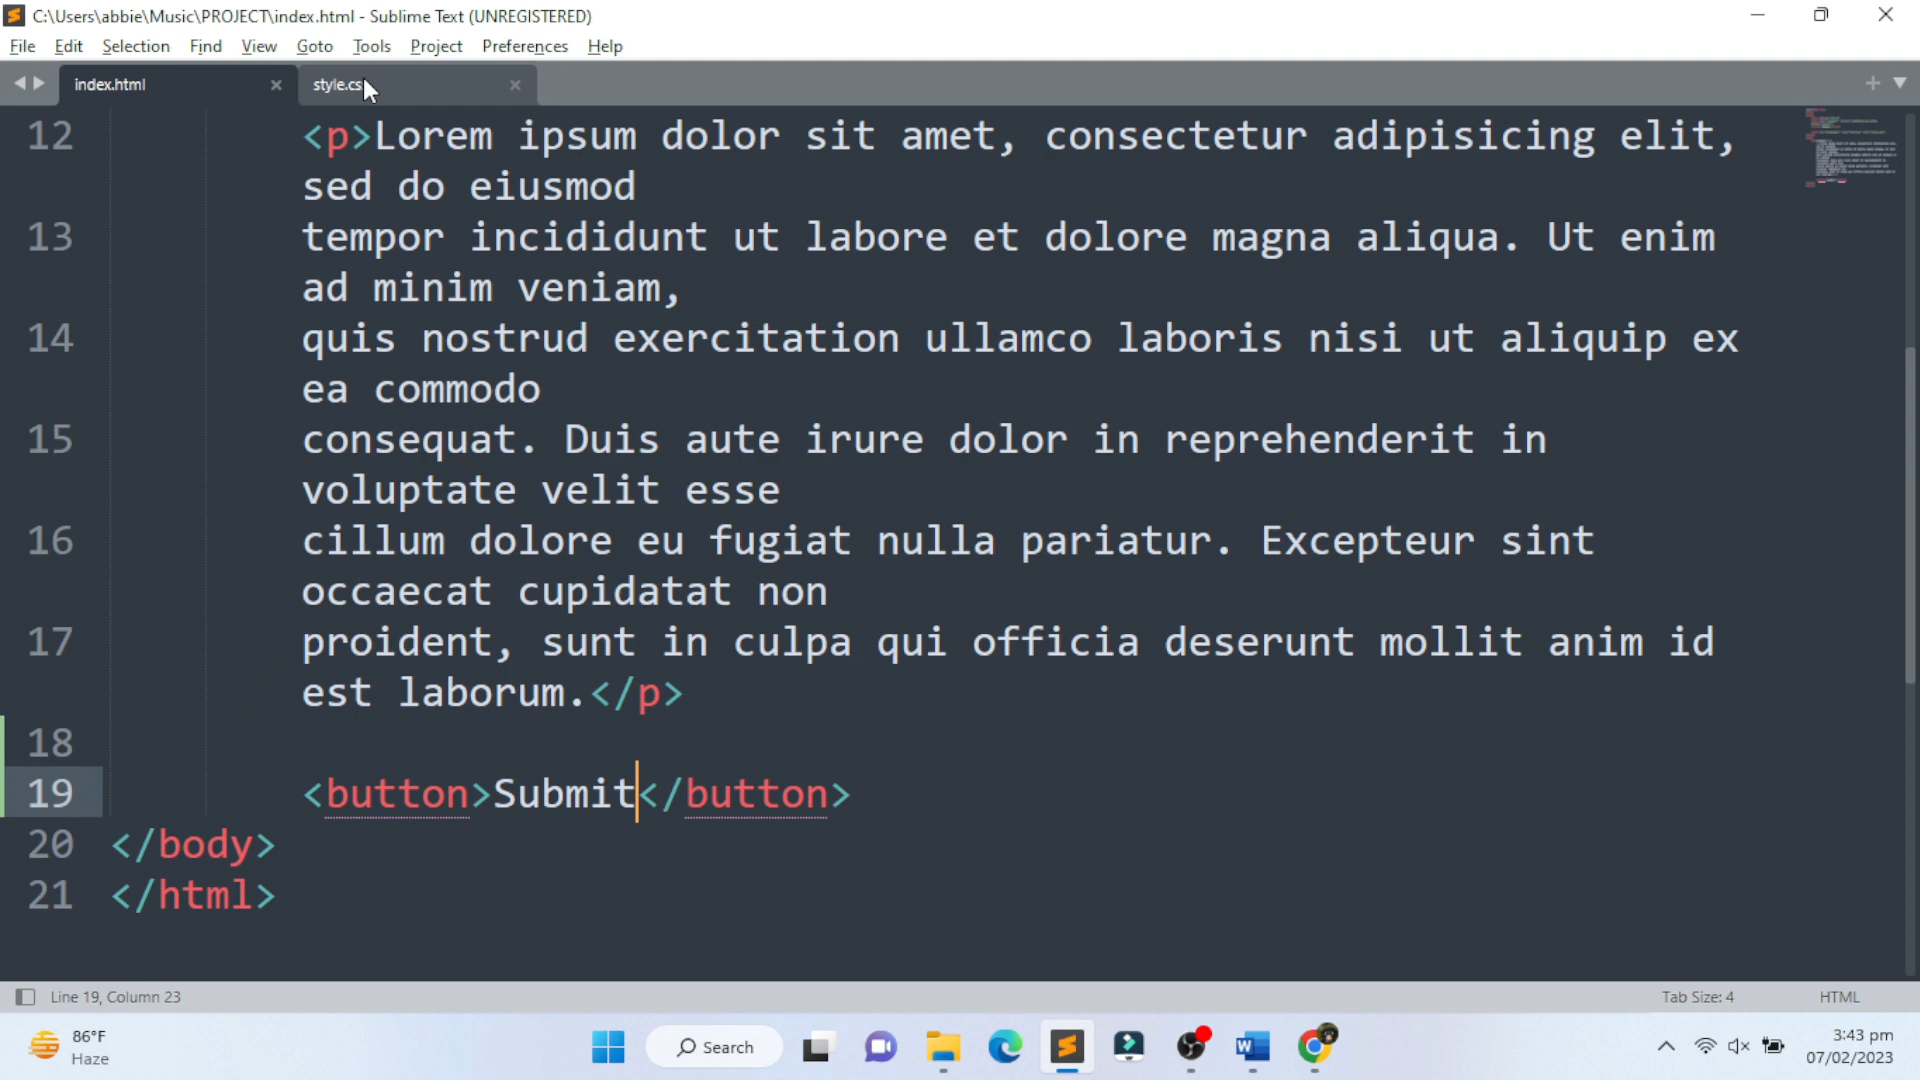 C:\Users\abbie\Music\PROJECT\index.html - Sublime Text (UNREGISTERED)
File Edit Selection Find View Goto Tools Project Preferences Help
index.html style.cs
12 <p>Lorem ipsum dolor sit amet, consectetur adipisicing elit,
sed do eiusmod
13 tempor incididunt ut labore et dolore magna aliqua. Ut enim
ad minim veniam,
14 quis nostrud exercitation ullamco laboris nisi ut aliquip ex
ea commodo
15 consequat. Duis aute irure dolor in reprehenderit in
voluptate velit esse
16 cillum dolore eu fugiat nulla pariatur. Excepteur sint
occaecat cupidatat non
17 proident, sunt in culpa qui officia deserunt mollit anim id
est laborum.</p>
18
19 <button>Submit</button>
20 </body>
21 </html>
Line 19, Column 23 Tab Size: 4 HTML
86°F
Haze
Search
3:43 pm
07/02/2023